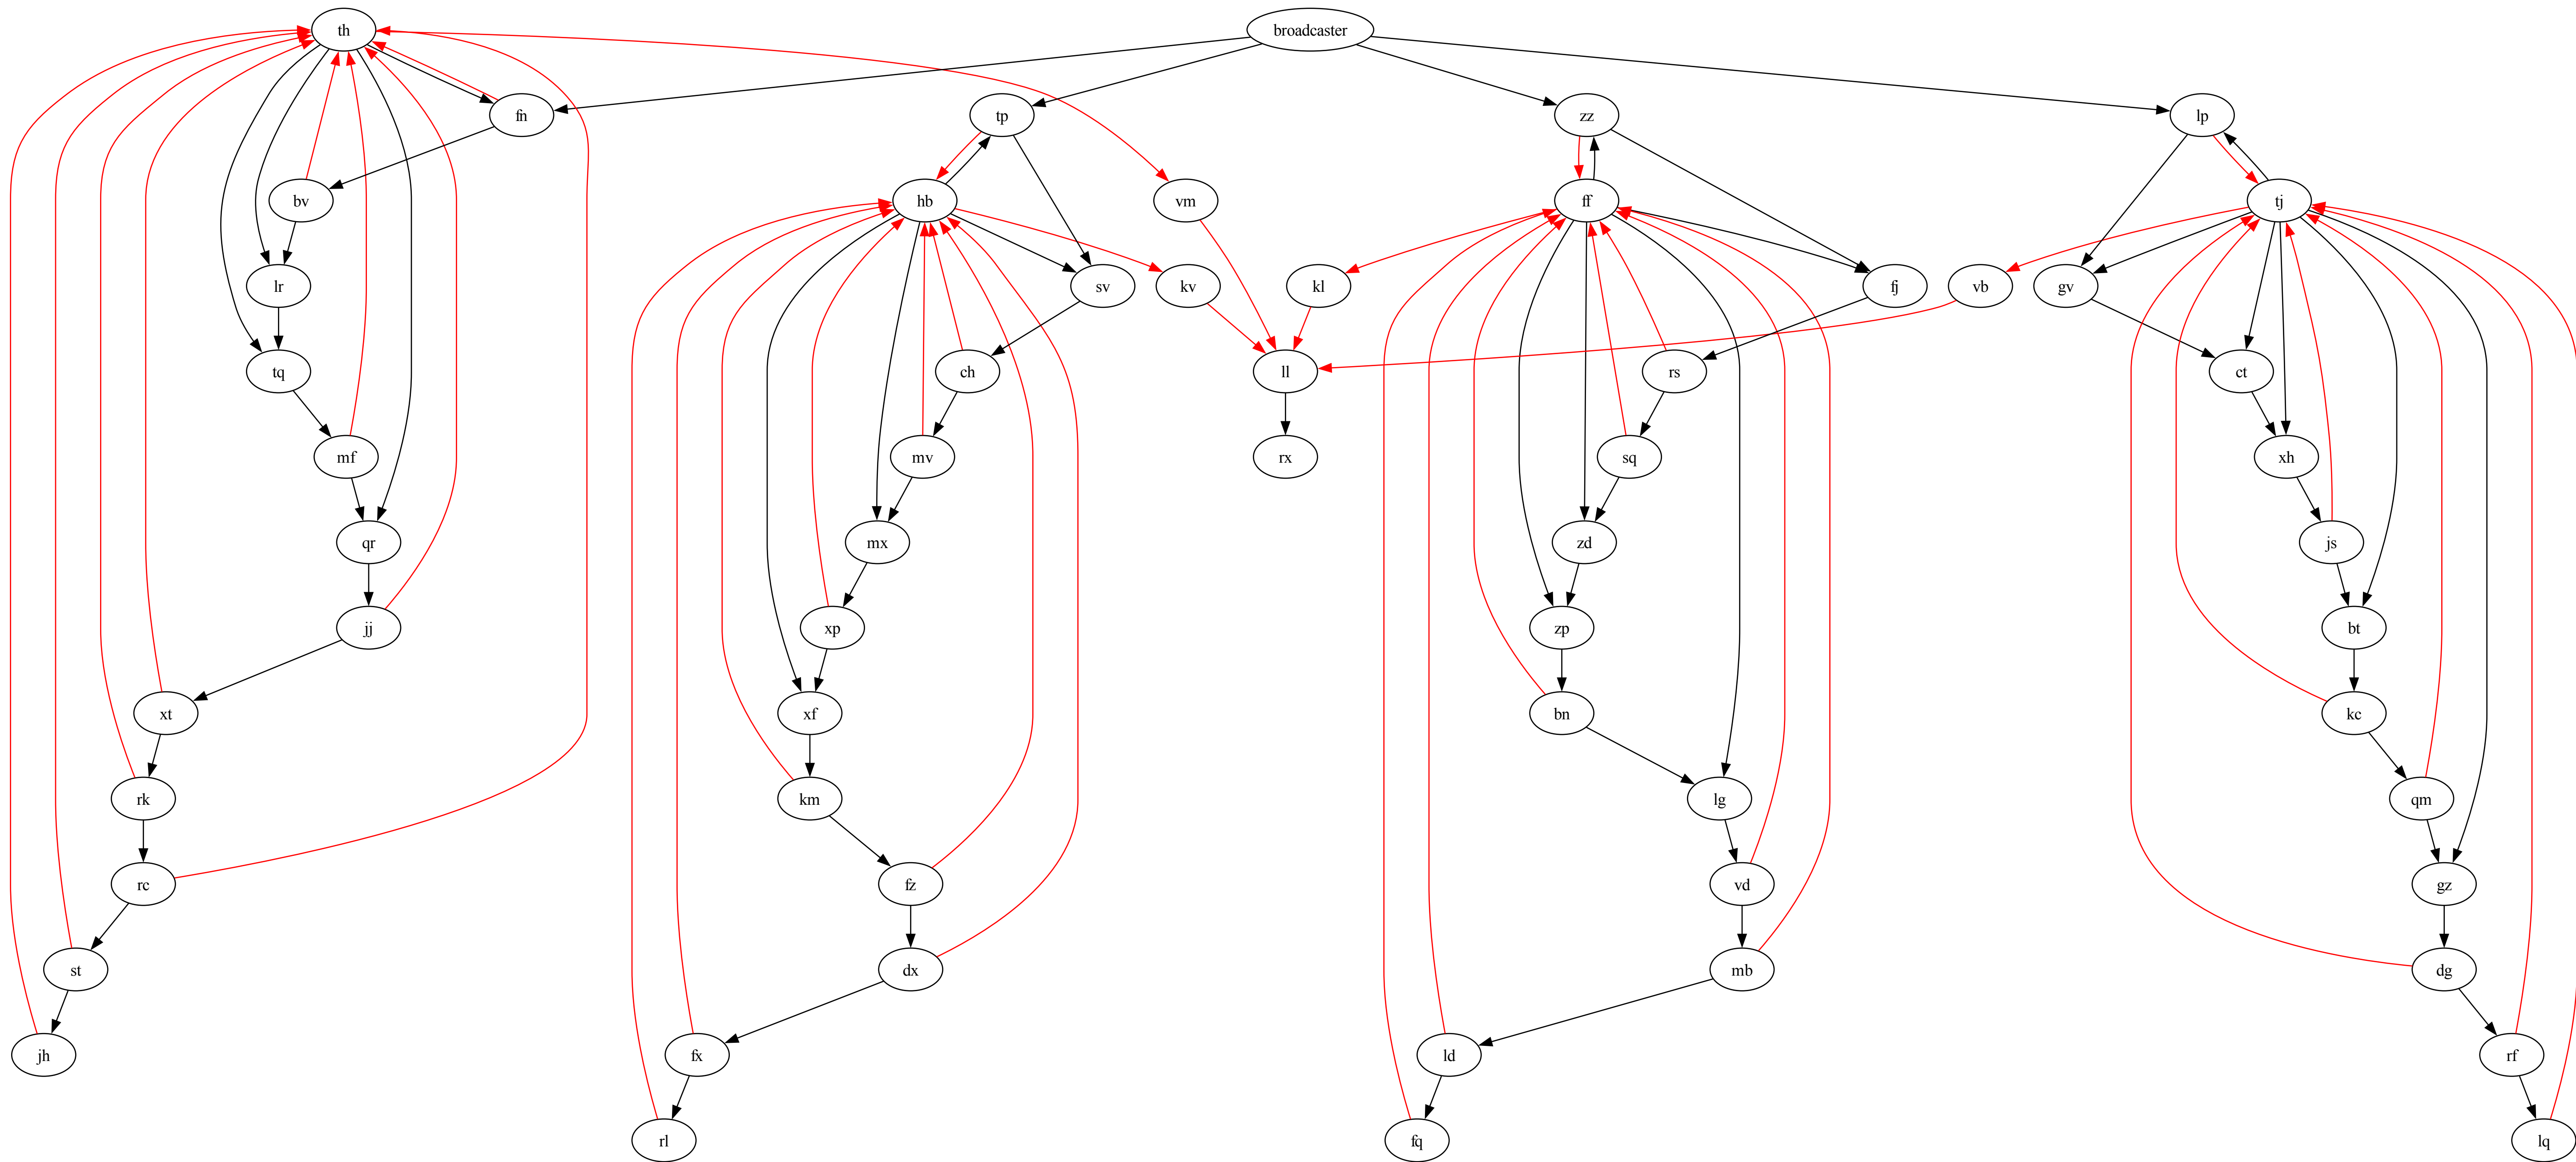 th
broadcaster
fn
tp
zz
lp
bv
hb
vm
ff
tj
lr
sv
kv
kl
fj
vb
gv
tq
ch
ll
rs
ct
mf
mv
rx
sq
xh
qr
mx
zd
js
jj
xp
zp
bt
xt
xf
bn
kc
rk
km
lg
qm
rc
fz
vd
gz
st
dx
mb
dg
jh
fx
ld
rf
rl
fq
lq